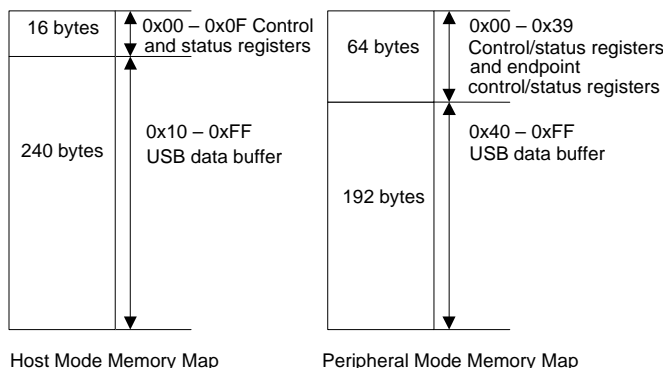 16 bytes
0x00 – 0x0F Control
and status registers
240 bytes
0x10 – 0xFF
USB data buffer
Host Mode Memory Map
64 bytes
0x00 – 0x39
Control/status registers
and endpoint
control/status registers
192 bytes
0x40 – 0xFF
USB data buffer
Peripheral Mode Memory Map